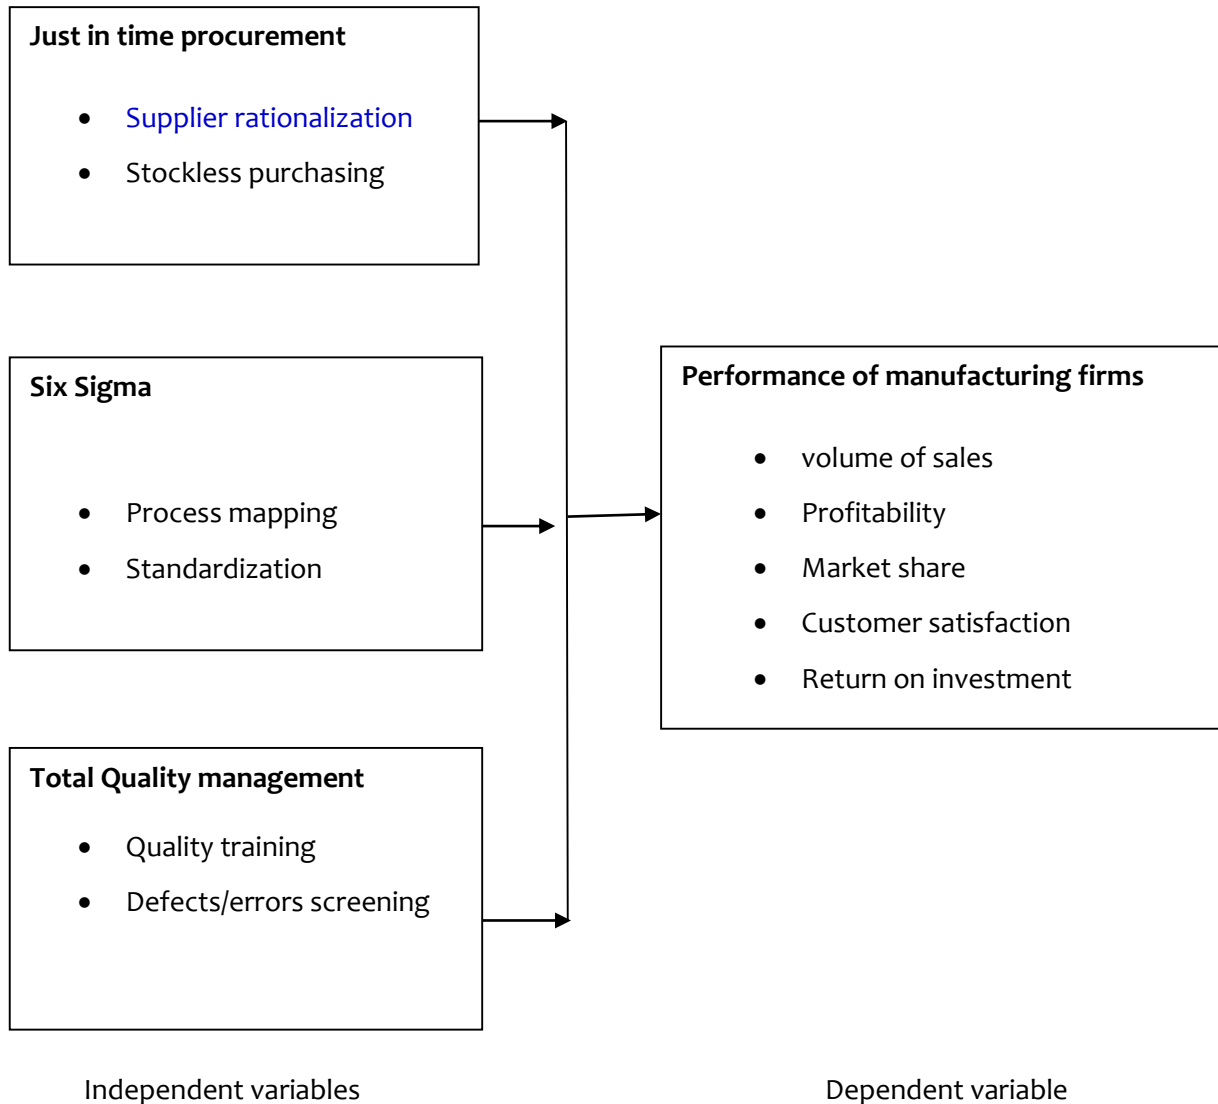 Just in time procurement
• Supplier rationalization
• Stockless purchasing
Six Sigma
• Process mapping
• Standardization
Total Quality management
• Quality training
• Defects/errors screening
Independent variables
Performance of manufacturing firms
• volume of sales
• Profitability
• Market share
• Customer satisfaction
• Return on investment
Dependent variable